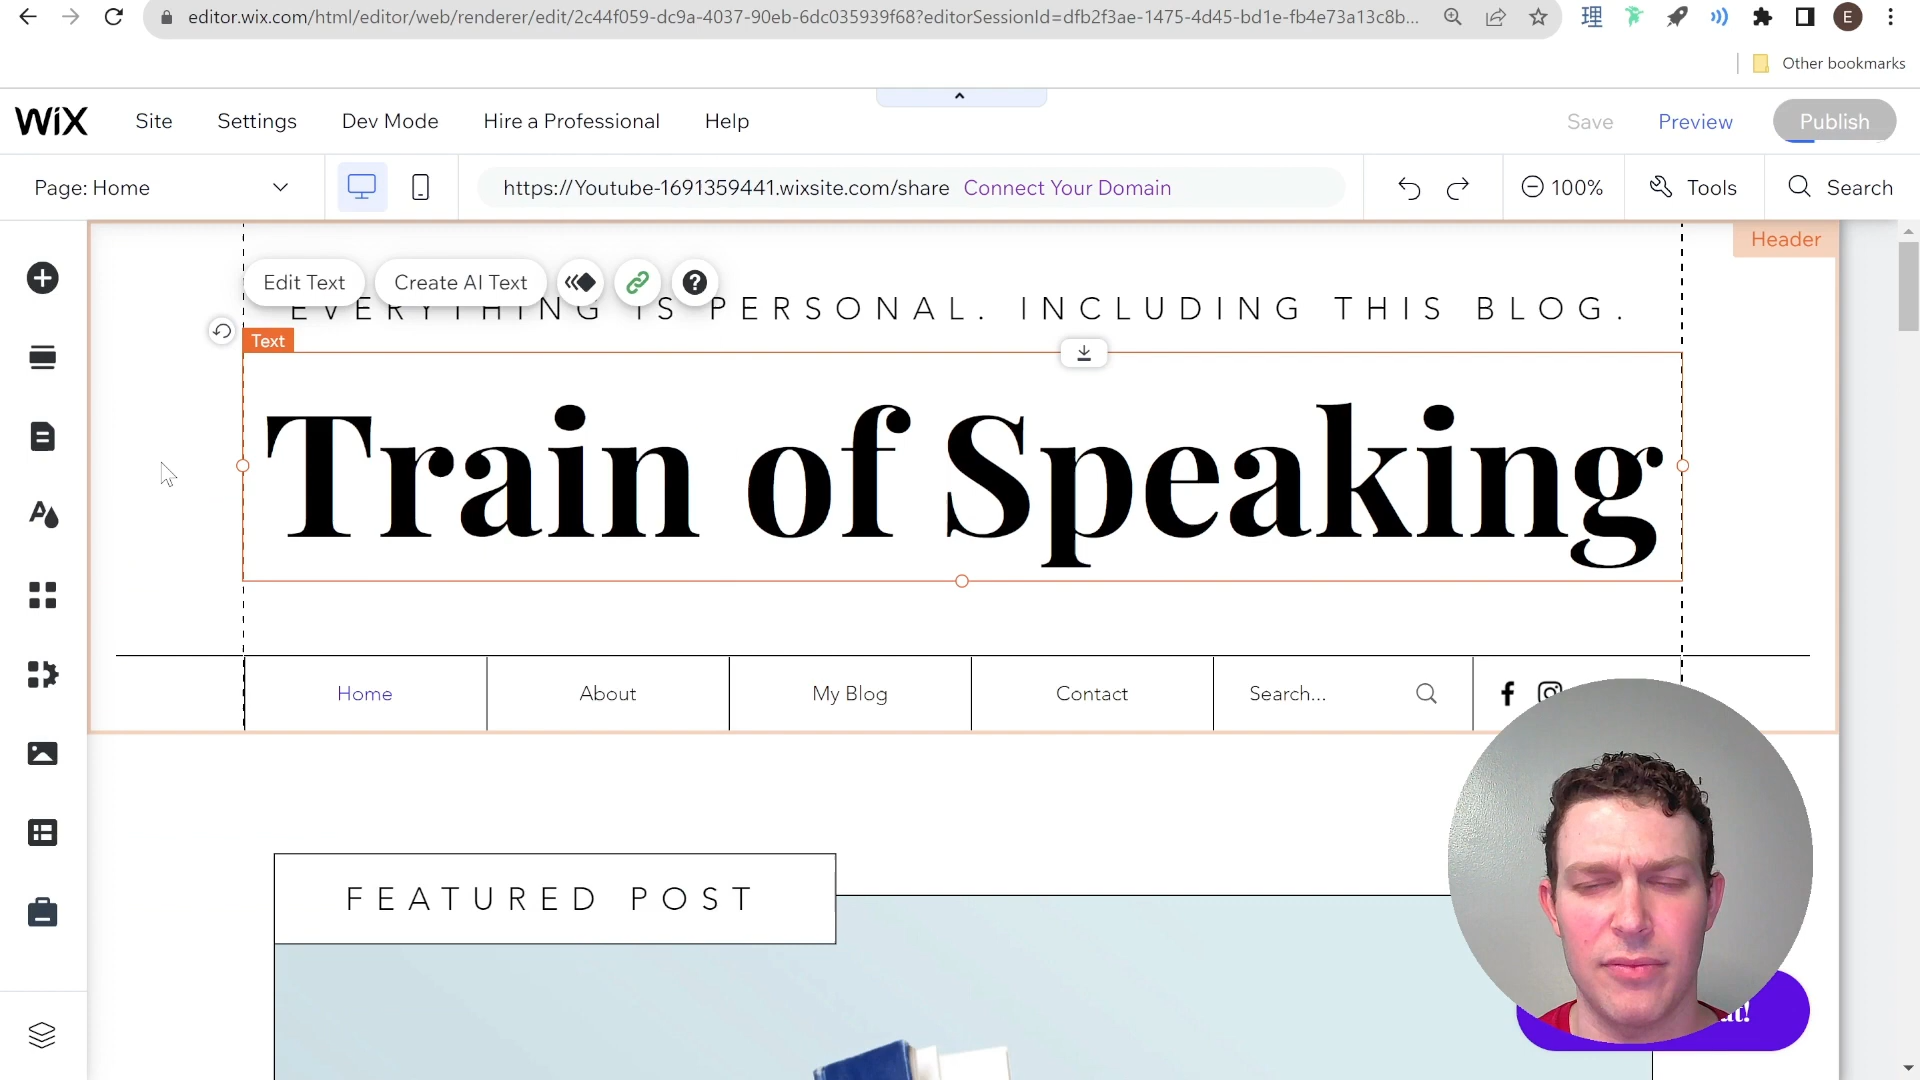 editor.wix.com/html/editor/web/renderer/edit/2c44f059-dc9a-4037-90eb-6dc035939f68?editorSessionId=dfb2f3ae-1475-4d45-bd1e-fb4e73a13c8b...
理
E
Other bookmarks
WiX
Site
Settings
Dev Mode
Hire a Professional
Help
Save
Preview
Publish
Page: Home
https://Youtube-1691359441.wixsite.com/share
Connect Your Domain
100%
Tools
Search
Header
Edit Text
Create AI Text
EVERYTHING IS PERSONAL. INCLUDING THIS BLOG.
Text
Train of Speaking
Home
About
My Blog
Contact
Search...
FEATURED POST